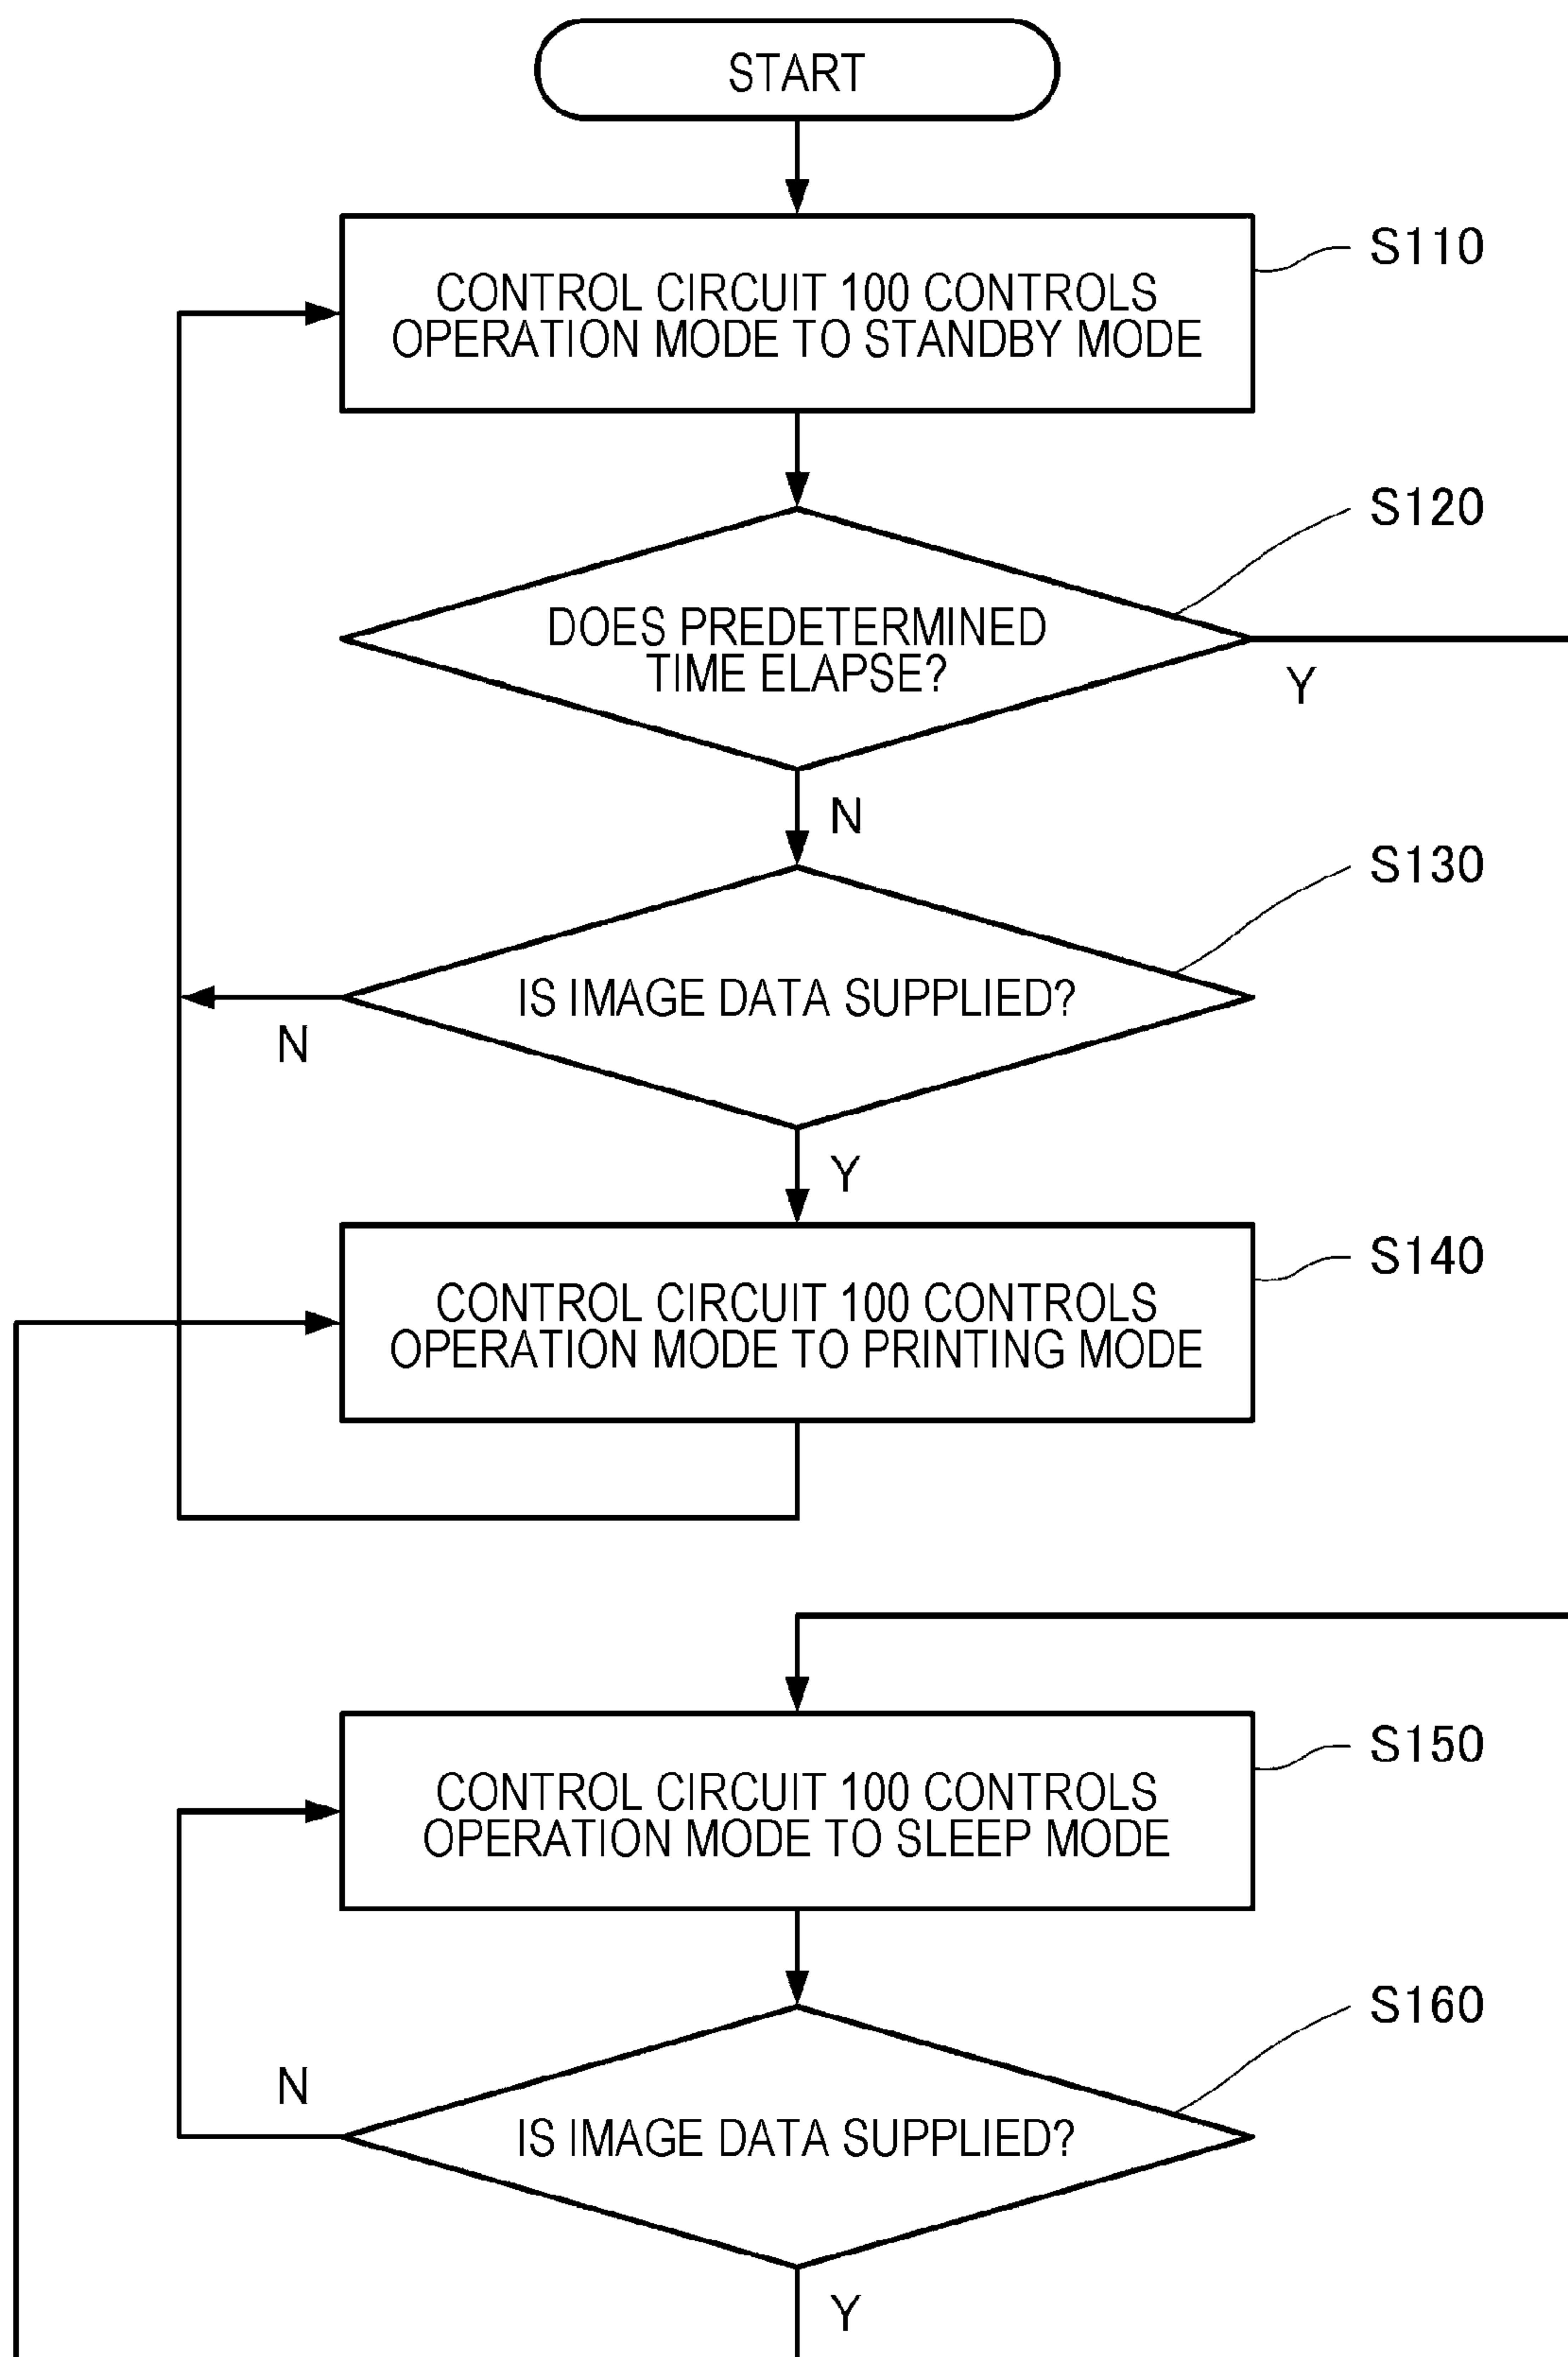 START
CONTROL CIRCUIT 100 CONTROLS
OPERATION MODE TO STANDBY MODE
S110
DOES PREDETERMINED
TIME ELAPSE?
S120
Y
N
IS IMAGE DATA SUPPLIED?
S130
N
Y
CONTROL CIRCUIT 100 CONTROLS
OPERATION MODE TO PRINTING MODE
S140
CONTROL CIRCUIT 100 CONTROLS
OPERATION MODE TO SLEEP MODE
S150
IS IMAGE DATA SUPPLIED?
S160
N
Y